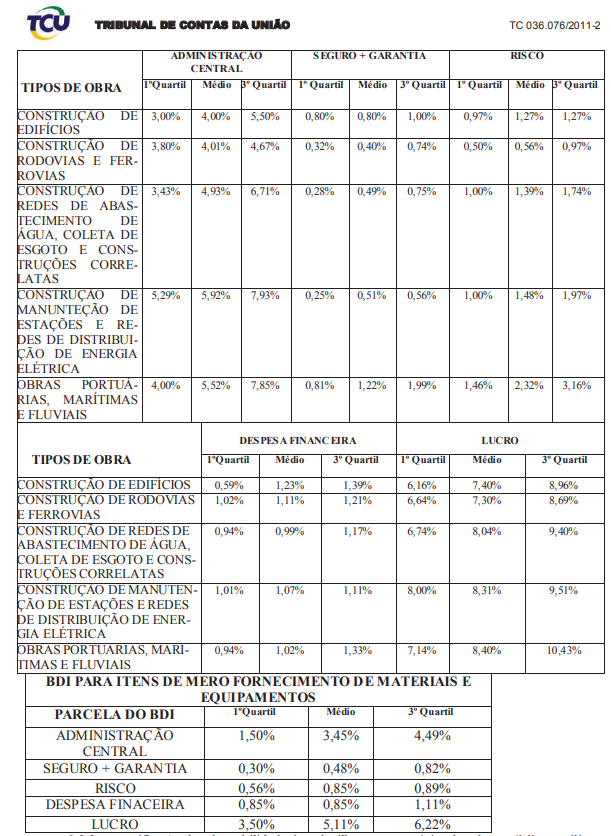 TCU TRIBUNAL DE CONTAS DA UNIÃO TC 036.076/2011-2
TIPOS DE OBRA
ADMINISTRAÇÃO CENTRAL SEGURO + GARANTIA RISCO
1ºQuartil Médio 3º Quartil 1º Quartil Médio 3º Quartil 1º Quartil Médio 3º Quartil
CONSTRUÇÃO DE 3,00% 4,00% 5,50% 0,80% 0,80% 1,00% 0,97% 1,27% 1,27%
EDIFÍCIOS
CONSTRUÇÃO DE 3,80% 4,01% 4,67% 0,32% 0,40% 0,74% 0,50% 0,56% 0,97%
RODOVIAS E FER-
ROVIAS
CONSTRUÇÃO DE 3,43% 4,93% 6,71% 0,28% 0,49% 0,75% 1,00% 1,39% 1,74%
REDES DE ABAS-
TECIMENTO DE
ÁGUA, COLETA DE
ESGOTO E CONS-
TRUÇÕES CORRE-
LATAS
CONSTRUÇÃO DE 5,29% 5,92% 7,93% 0,25% 0,51% 0,56% 1,00% 1,48% 1,97%
MANUNTEÇÃO DE
ESTAÇÕES E RE-
DES DE DISTRIBUI-
ÇÃO DE ENERGIA
ELÉTRICA
OBRAS PORTUÁ- 4,00% 5,52% 7,85% 0,81% 1,22% 1,99% 1,46% 2,32% 3,16%
RIAS, MARÍTIMAS
E FLUVIAIS
TIPOS DE OBRA
DESPESA FINANCEIRA LUCRO
1ºQuartil Médio 3º Quartil 1º Quartil Médio 3º Quartil
CONSTRUÇÃO DE EDIFÍCIOS 0,59% 1,23% 1,39% 6,16% 7,40% 8,96%
CONSTRUÇÃO DE RODOVIAS 1,02% 1,11% 1,21% 6,64% 7,30% 8,69%
E FERROVIAS
CONSTRUÇÃO DE REDES DE 0,94% 0,99% 1,17% 6,74% 8,04% 9,40%
ABASTECIMENTO DE ÁGUA,
COLETA DE ESGOTO E CONS-
TRUÇÕES CORRELATAS
CONSTRUÇÃO DE MANUTEN- 1,01% 1,07% 1,11% 8,00% 8,31% 9,51%
ÇÃO DE ESTAÇÕES E REDES
DE DISTRIBUIÇÃO DE ENER-
GIA ELÉTRICA
OBRAS PORTUÁRIAS, MARÍ- 0,94% 1,02% 1,33% 7,14% 8,40% 10,43%
TIMAS E FLUVIAIS
BDI PARA ITENS DE MERO FORNECIMENTO DE MATERIAIS E
EQUIPAMENTOS
PARCELA DO BDI 1ºQuartil Médio 3º Quartil
ADMINISTRAÇÃO 1,50% 3,45% 4,49%
CENTRAL
SEGURO + GARANTIA 0,30% 0,48% 0,82%
RISCO 0,56% 0,85% 0,89%
DESPESA FINACEIRA 0,85% 0,85% 1,11%
LUCRO 3,50% 5,11% 6,22%